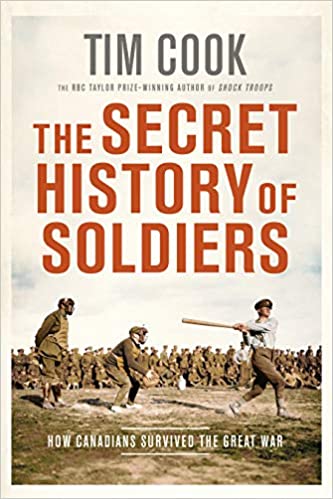 TIM COOK
THE RBC TAYLOR PRIZE-WINNING AUTHOR OF SHOCK TROOPS
THE SECRET
HISTORY OF
SOLDIERS
HOW CANADIANS SURVIVED THE GREAT WAR